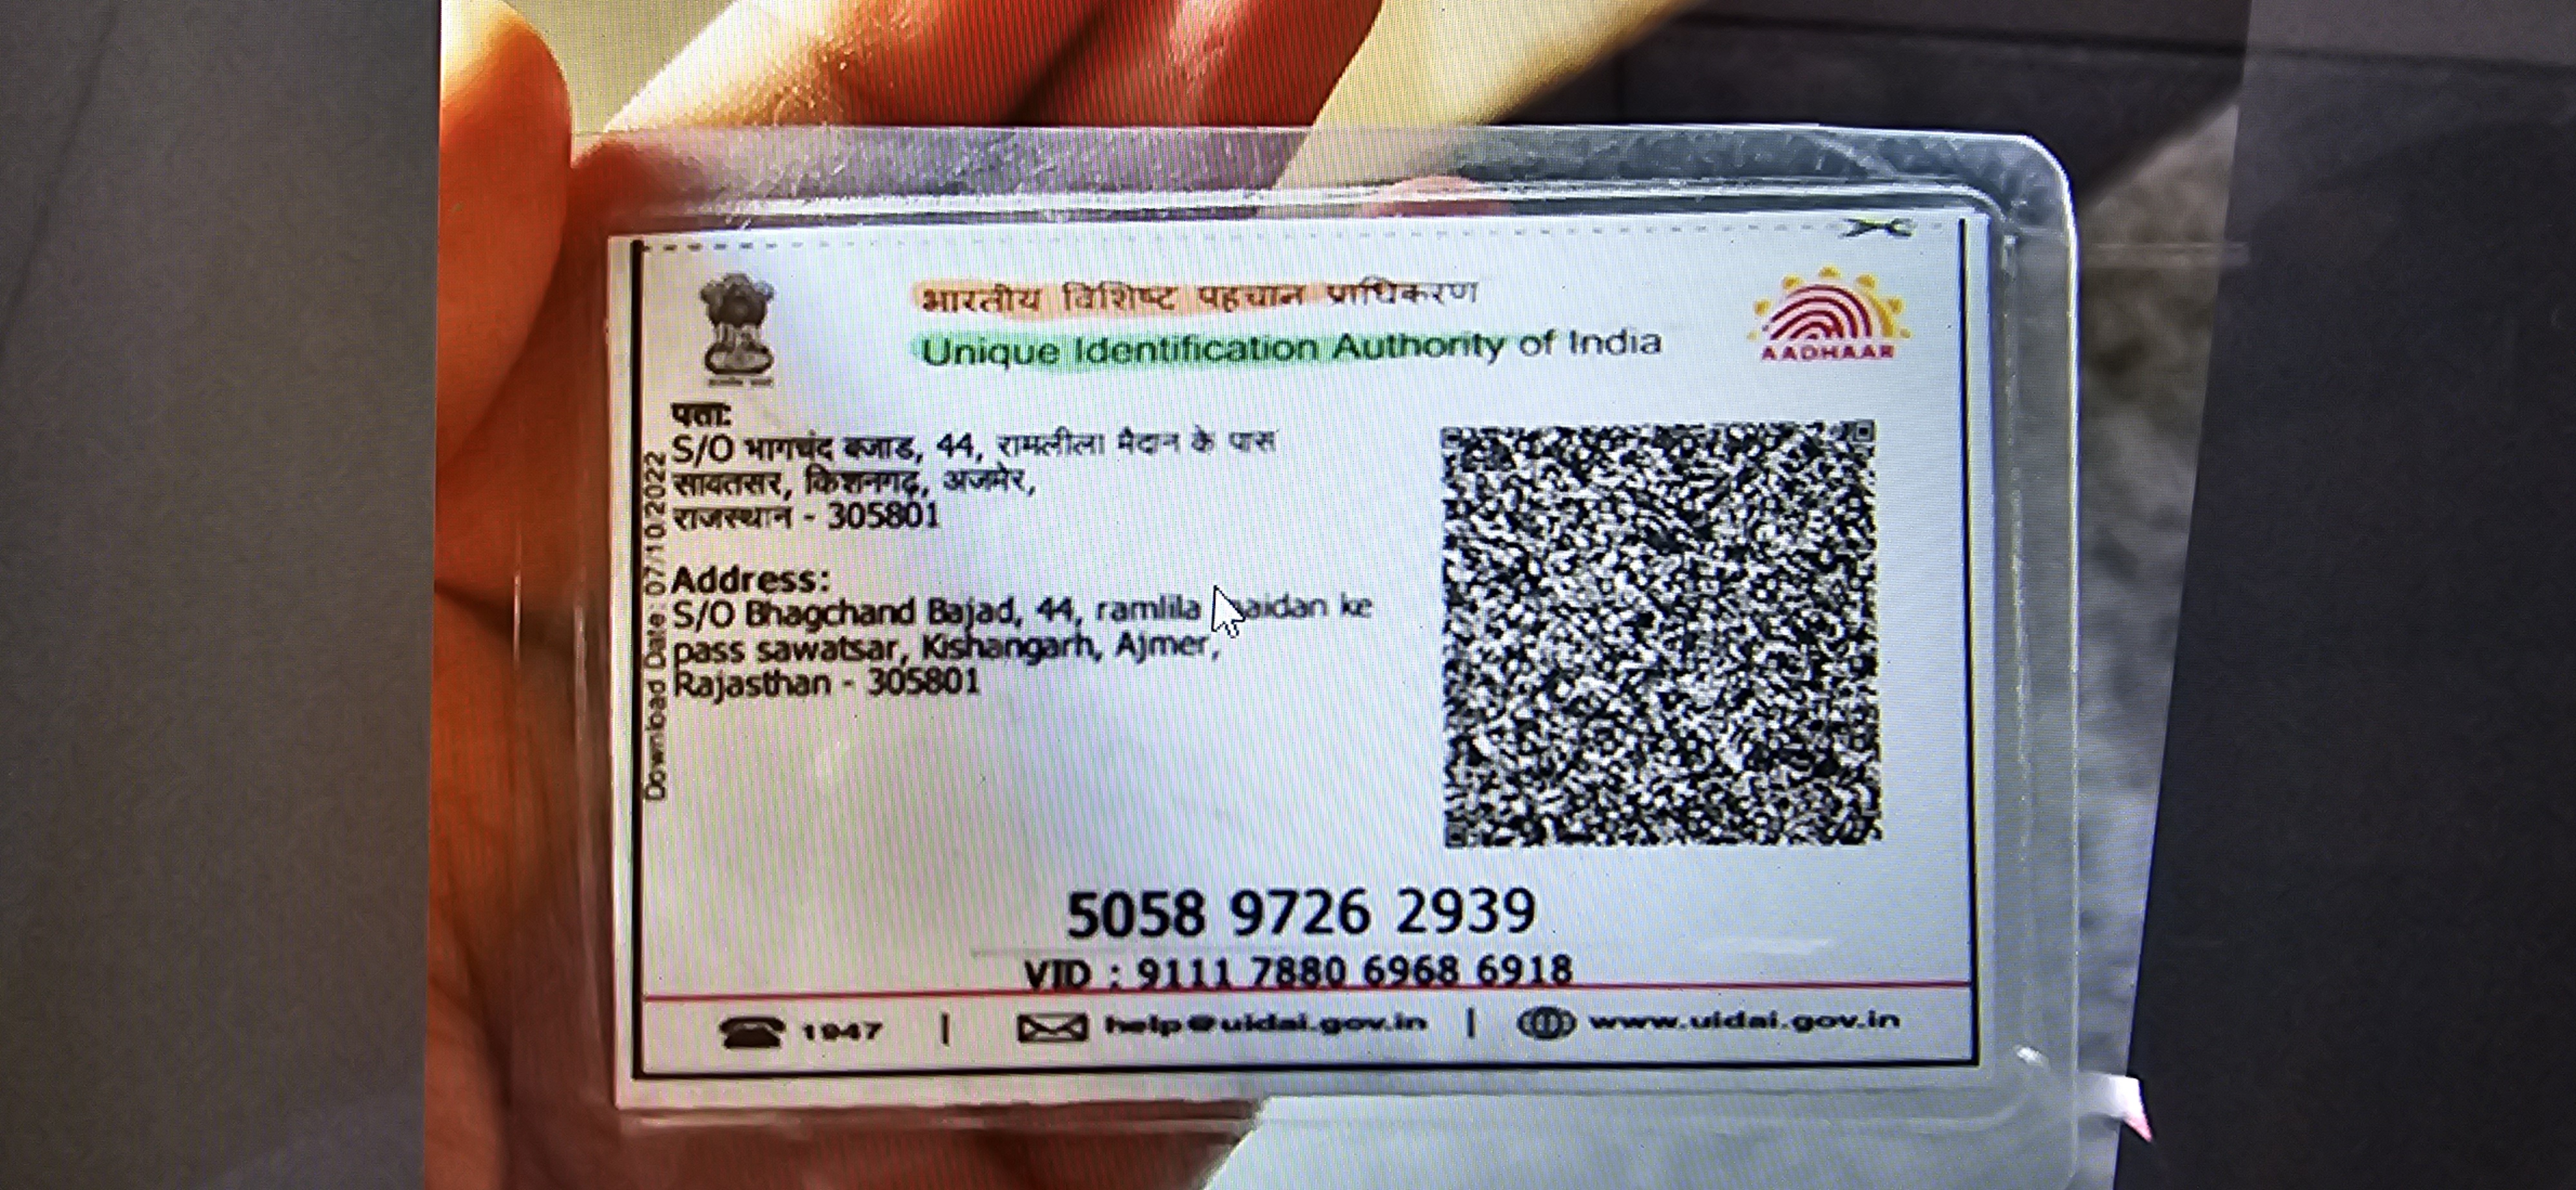 भारतीय विशिष्ट पहचान प्राधिकरण
Unique Identification Authority of India
AADHAAR
पता:
S/O भागचंद बजाड, 44, रामलीला मैदान के पास
सावतसर, किशनगढ़, अजमेर,
राजस्थान - 305801
Address:
S/O Bhagchand Bajad, 44, ramlila ke
pass sawatsar, Kishangarh, Ajmer,
Rajasthan - 305801
Download Date: 07/10/2022
5058 9726 2939
VID : 9111 7880 6968 6918
1947 | help@uidai.gov.in | www.uidai.gov.in